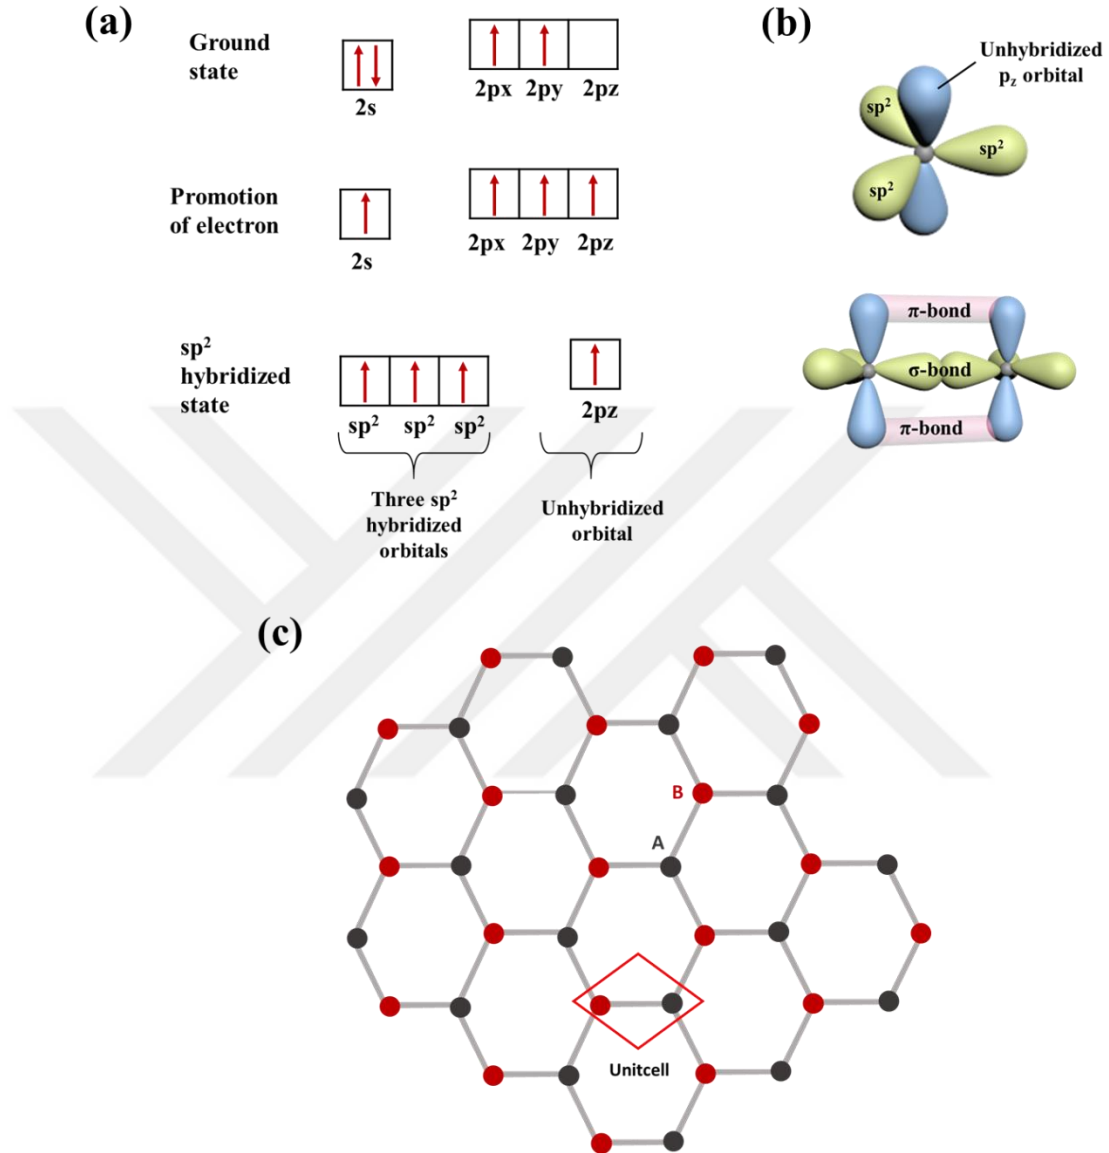 (a)
Ground
state
2s
2px 2py 2pz
Promotion
of electron
2s
2px 2py 2pz
sp²
hybridized
state
sp² sp² sp²
2pz
Three sp²
hybridized
orbitals
Unhybridized
orbital
(b)
Unhybridized
p_z orbital
sp²
sp²
sp²
π-bond
σ-bond
π-bond
(c)
B
A
Unitcell